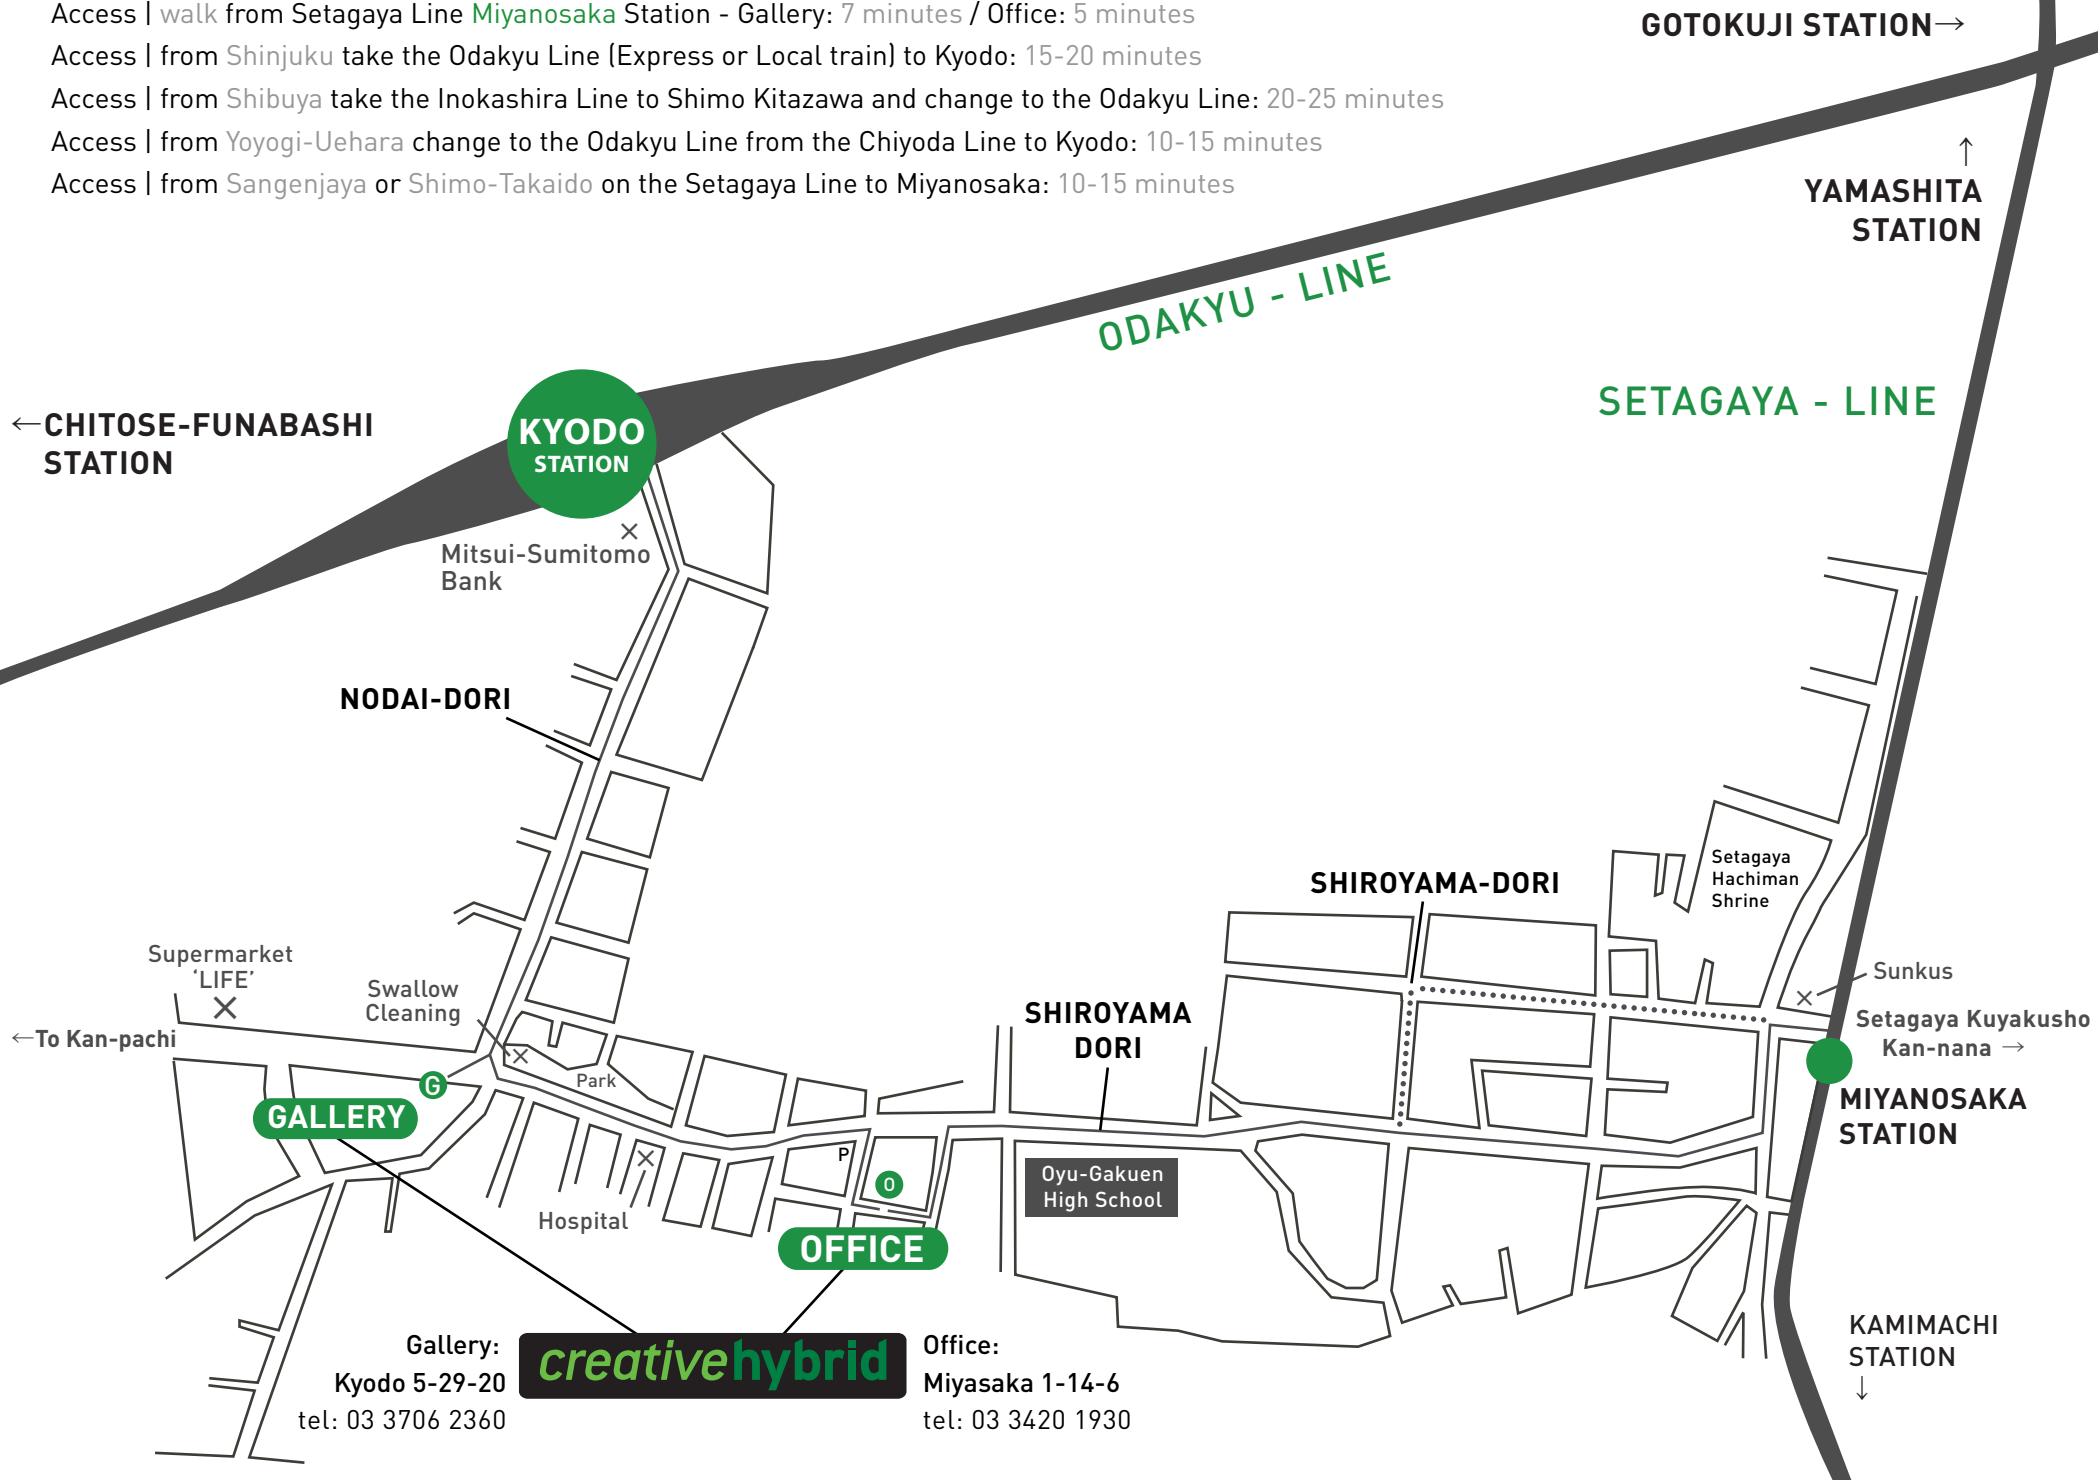 Access | walk from Setagaya Line Miyanosaka Station - Gallery: 7 minutes / Office: 5 minutes
Access | from Shinjuku take the Odakyu Line (Express or Local train) to Kyodo: 15-20 minutes
Access | from Shibuya take the Inokashira Line to Shimo Kitazawa and change to the Odakyu Line: 20-25 minutes
Access | from Yoyogi-Uehara change to the Odakyu Line from the Chiyoda Line to Kyodo: 10-15 minutes
Access | from Sangenjaya or Shimo-Takaido on the Setagaya Line to Miyanosaka: 10-15 minutes
GOTOKUJI STATION→
↑
YAMASHITA
STATION
ODAKYU - LINE
SETAGAYA - LINE
←CHITOSE-FUNABASHI
STATION
KYODO
STATION
Mitsui-Sumitomo
Bank
NODAI-DORI
Setagaya
Hachiman
Shrine
SHIROYAMA-DORI
Supermarket
‘LIFE’
Swallow
Cleaning
Sunkus
SHIROYAMA
DORI
←To Kan-pachi
Setagaya Kuyakusho
Kan-nana →
Park
G
GALLERY
MIYANOSAKA
STATION
P
Oyu-Gakuen
High School
O
Hospital
OFFICE
KAMIMACHI
STATION
↓
Gallery:
Kyodo 5-29-20
tel: 03 3706 2360
creativehybrid
Office:
Miyasaka 1-14-6
tel: 03 3420 1930